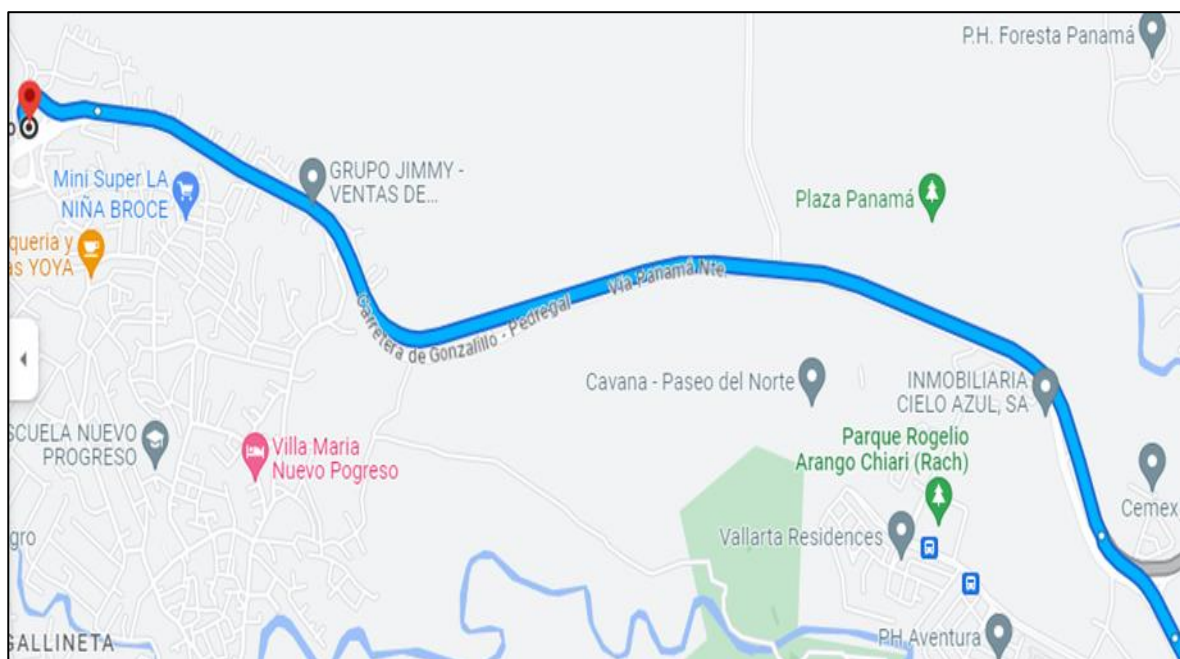 P.H. Foresta Panamá
GRUPO JIMMY -
VENTAS DE...
Mini Super LA
NIÑA BROCE
Plaza Panamá
queria y
as YOYA
Vía Panamá Nte
Carretera de Gonzalillo - Pedregal
Cavana - Paseo del Norte
INMOBILIARIA
CIELO AZUL, SA
SCUELA NUEVO
PROGRESO
Villa Maria
Nuevo Pogreso
Parque Rogelio
Arango Chiari (Rach)
Cemex
Vallarta Residences
gro
PH Aventura
GALLINETA